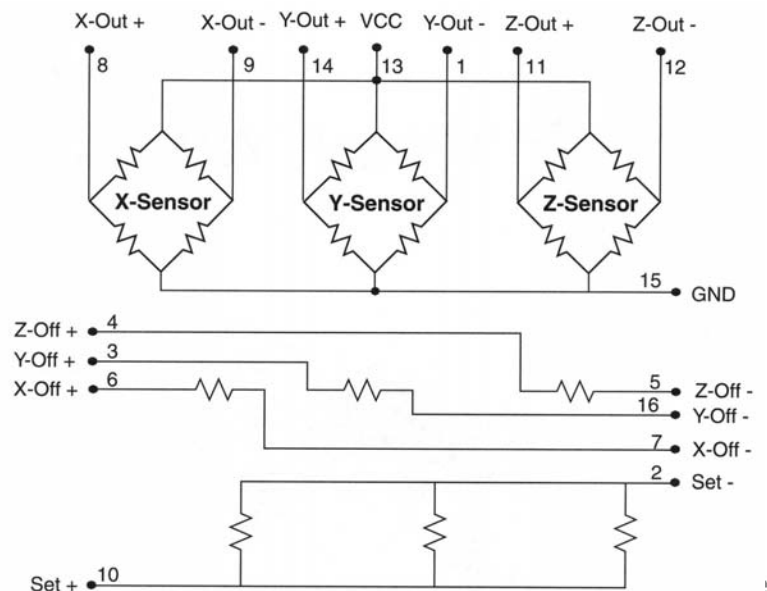 X-Out + X-Out - Y-Out + VCC Y-Out - Z-Out + Z-Out -
8 9 14 13 1 11 12
X-Sensor Y-Sensor Z-Sensor
15 GND
Z-Off + 4
Y-Off + 3
X-Off + 6
5 Z-Off -
16 Y-Off -
7 X-Off -
2 Set -
Set + 10